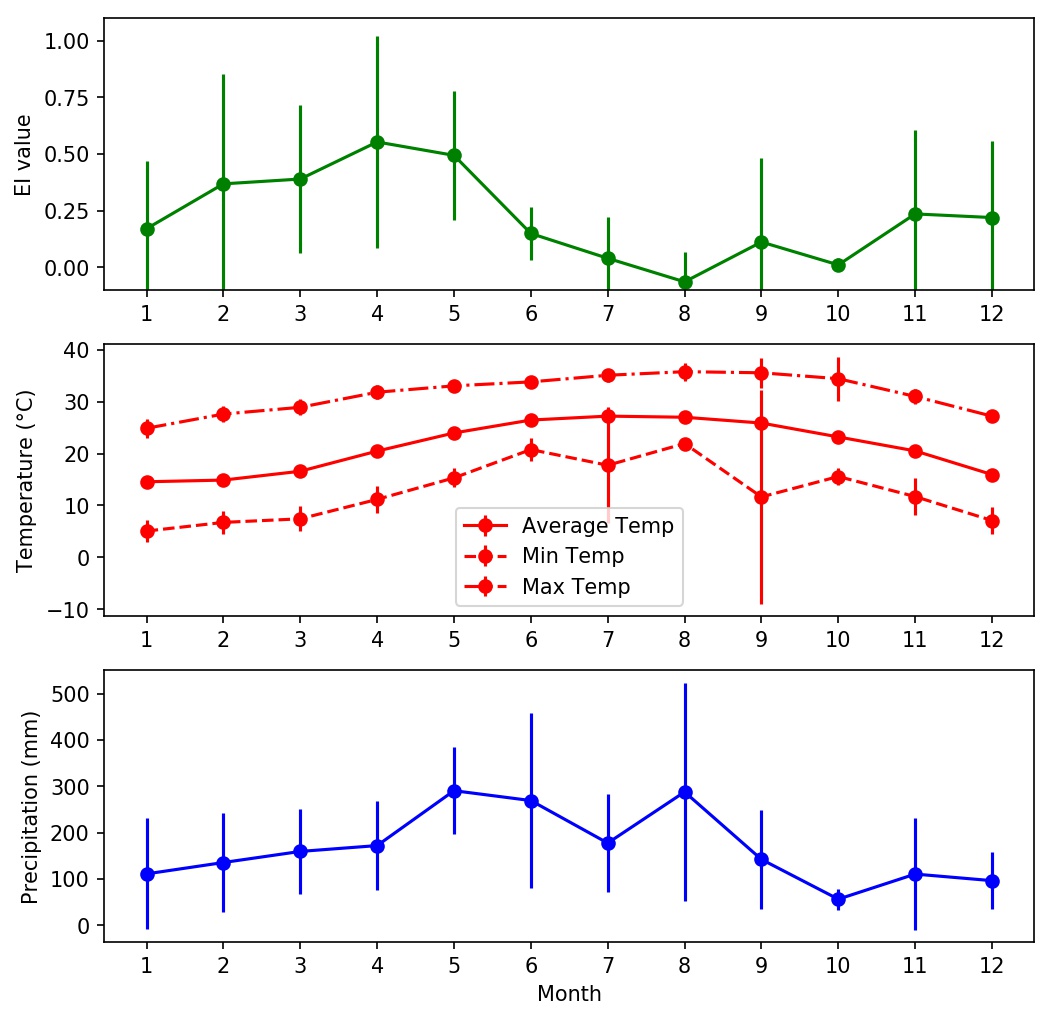 EI value
1.00
0.75
0.50
0.25
0.00
1 2 3 4 5 6 7 8 9 10 11 12
Temperature (°C)
40
30
20
10
0
−10
Average Temp
Min Temp
Max Temp
1 2 3 4 5 6 7 8 9 10 11 12
Precipitation (mm)
500
400
300
200
100
0
1 2 3 4 5 6 7 8 9 10 11 12
Month